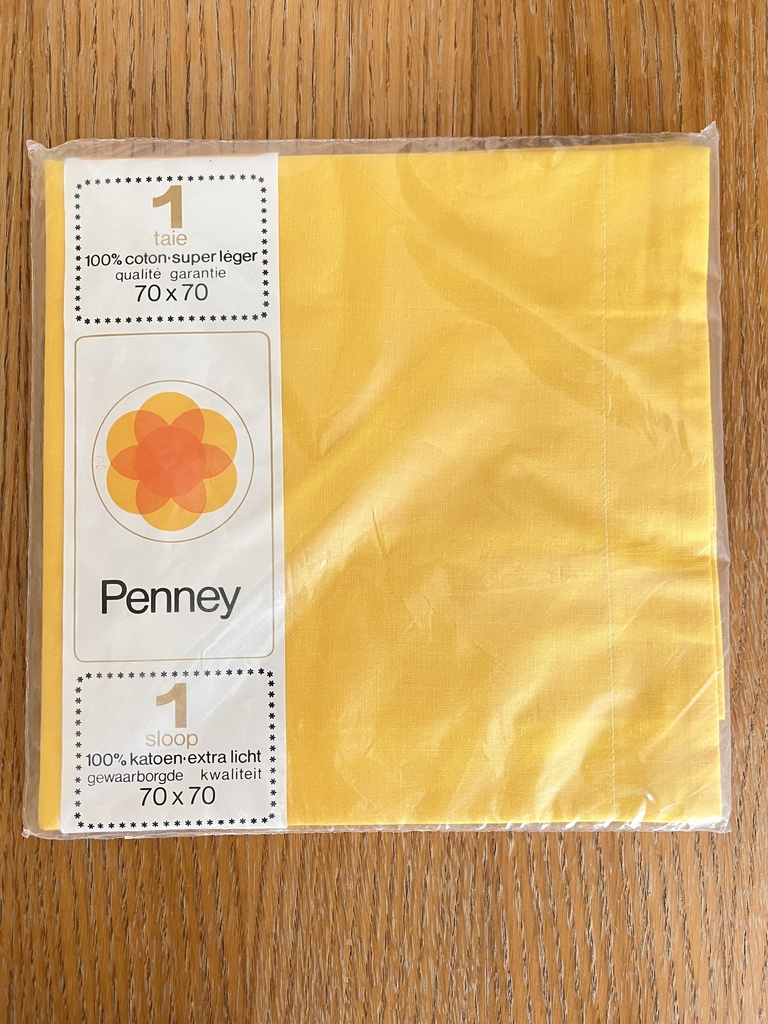 1
taie
100% coton·super léger
qualité garantie
70 x 70
Penney
1
sloop
100% katoen·extra licht
gewaarborgde kwaliteit
70 x 70